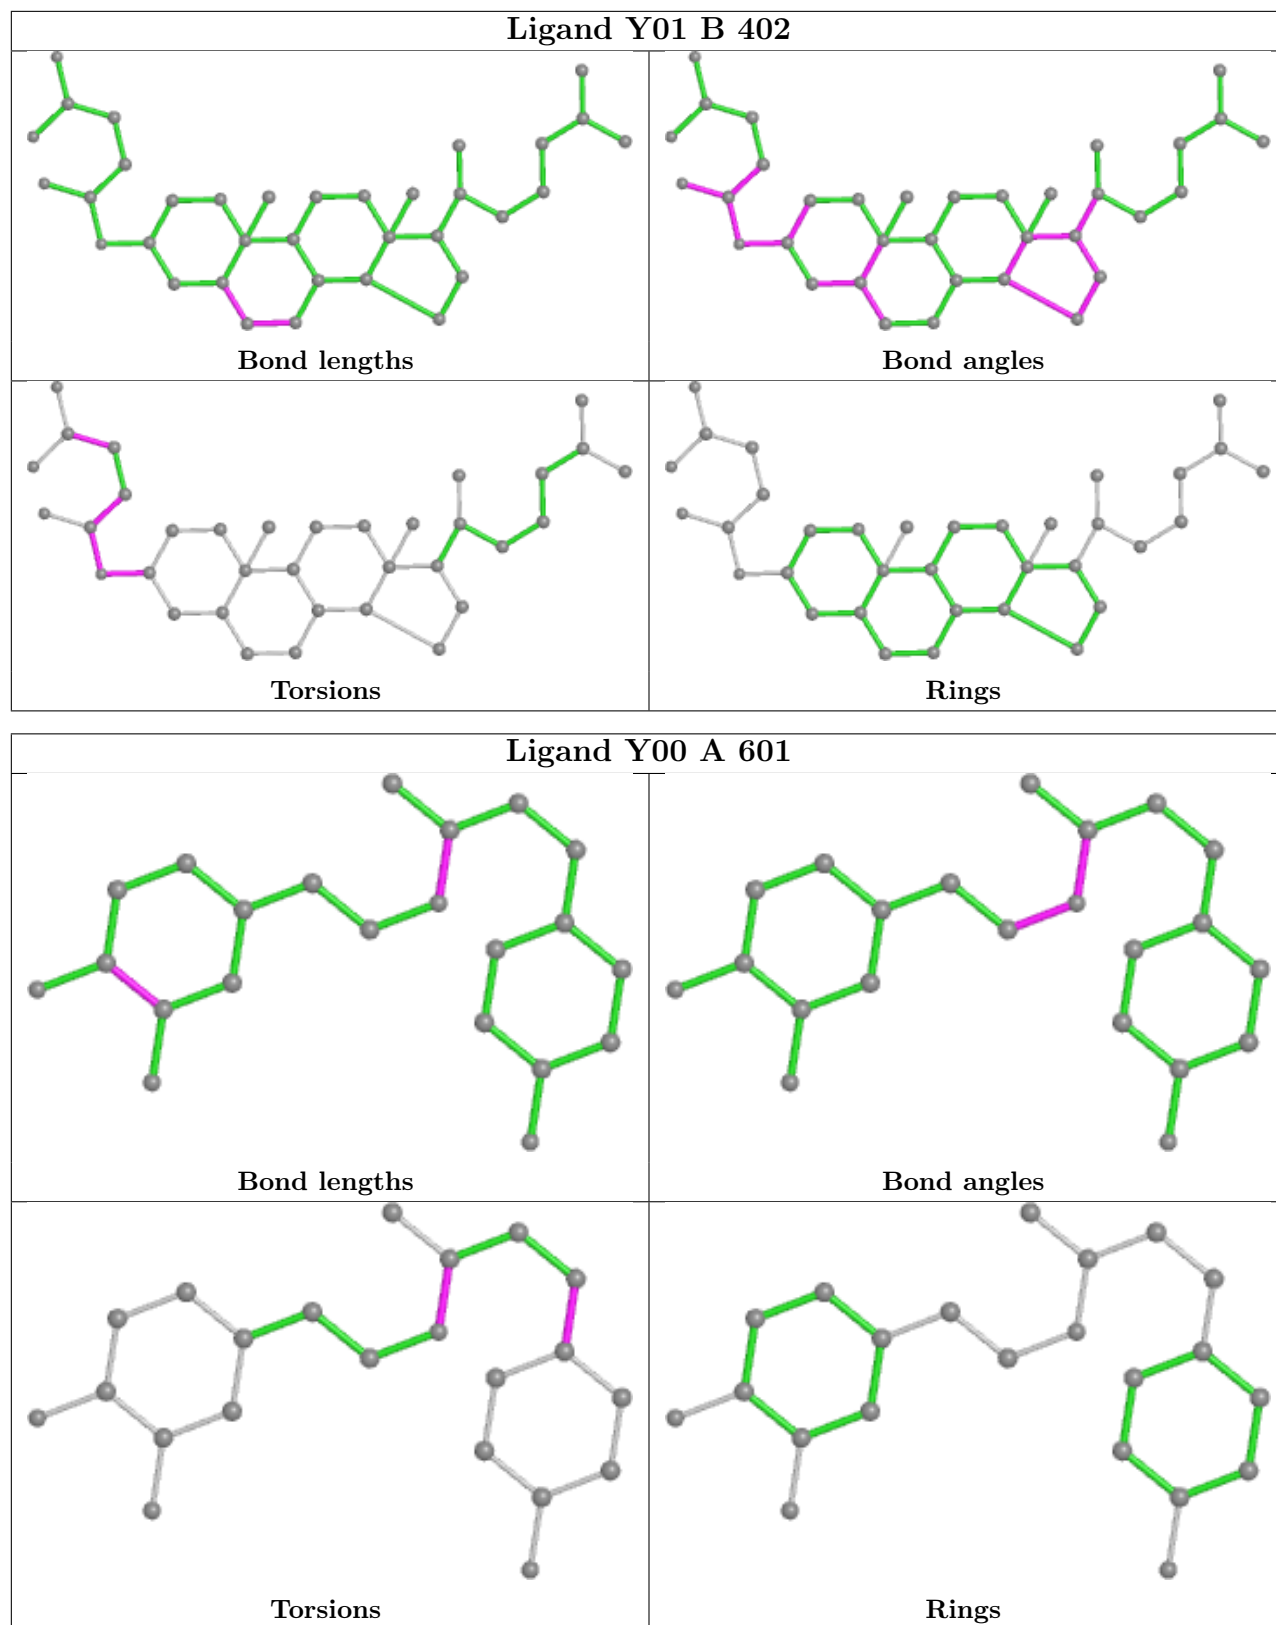 Ligand Y01 B 402
Bond lengths
Bond angles
Torsions
Rings
Ligand Y00 A 601
Bond lengths
Bond angles
Torsions
Rings